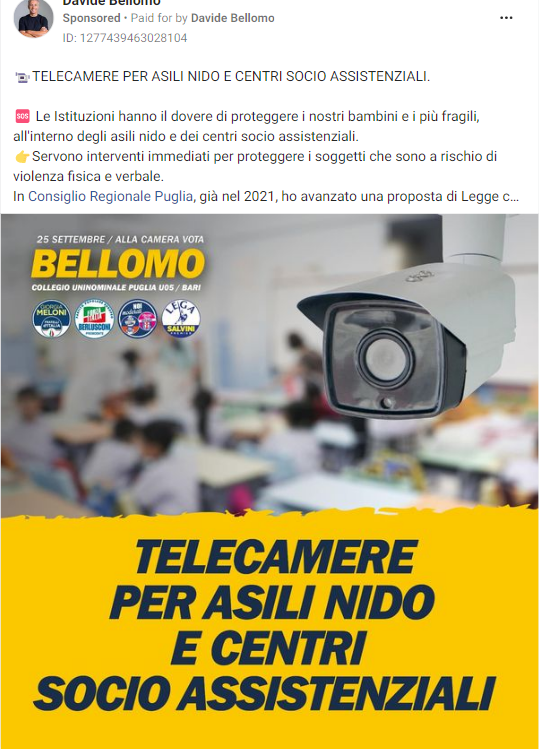 Davide Bellomo
Sponsored • Paid for by Davide Bellomo
ID: 1277439463028104
TELECAMERE PER ASILI NIDO E CENTRI SOCIO ASSISTENZIALI.
🆘 Le Istituzioni hanno il dovere di proteggere i nostri bambini e i più fragili,
all'interno degli asili nido e dei centri socio assistenziali.
👉Servono interventi immediati per proteggere i soggetti che sono a rischio di
violenza fisica e verbale.
In Consiglio Regionale Puglia, già nel 2021, ho avanzato una proposta di Legge c...
25 SETTEMBRE / ALLA CAMERA VOTA
BELLOMO
COLLEGIO UNINOMINALE PUGLIA U05 / BARI
GIORGIA
MELONI
BERLUSCONI
NOI
LEGA
SALVINI
TELECAMERE
PER ASILI NIDO
E CENTRI
SOCIO ASSISTENZIALI